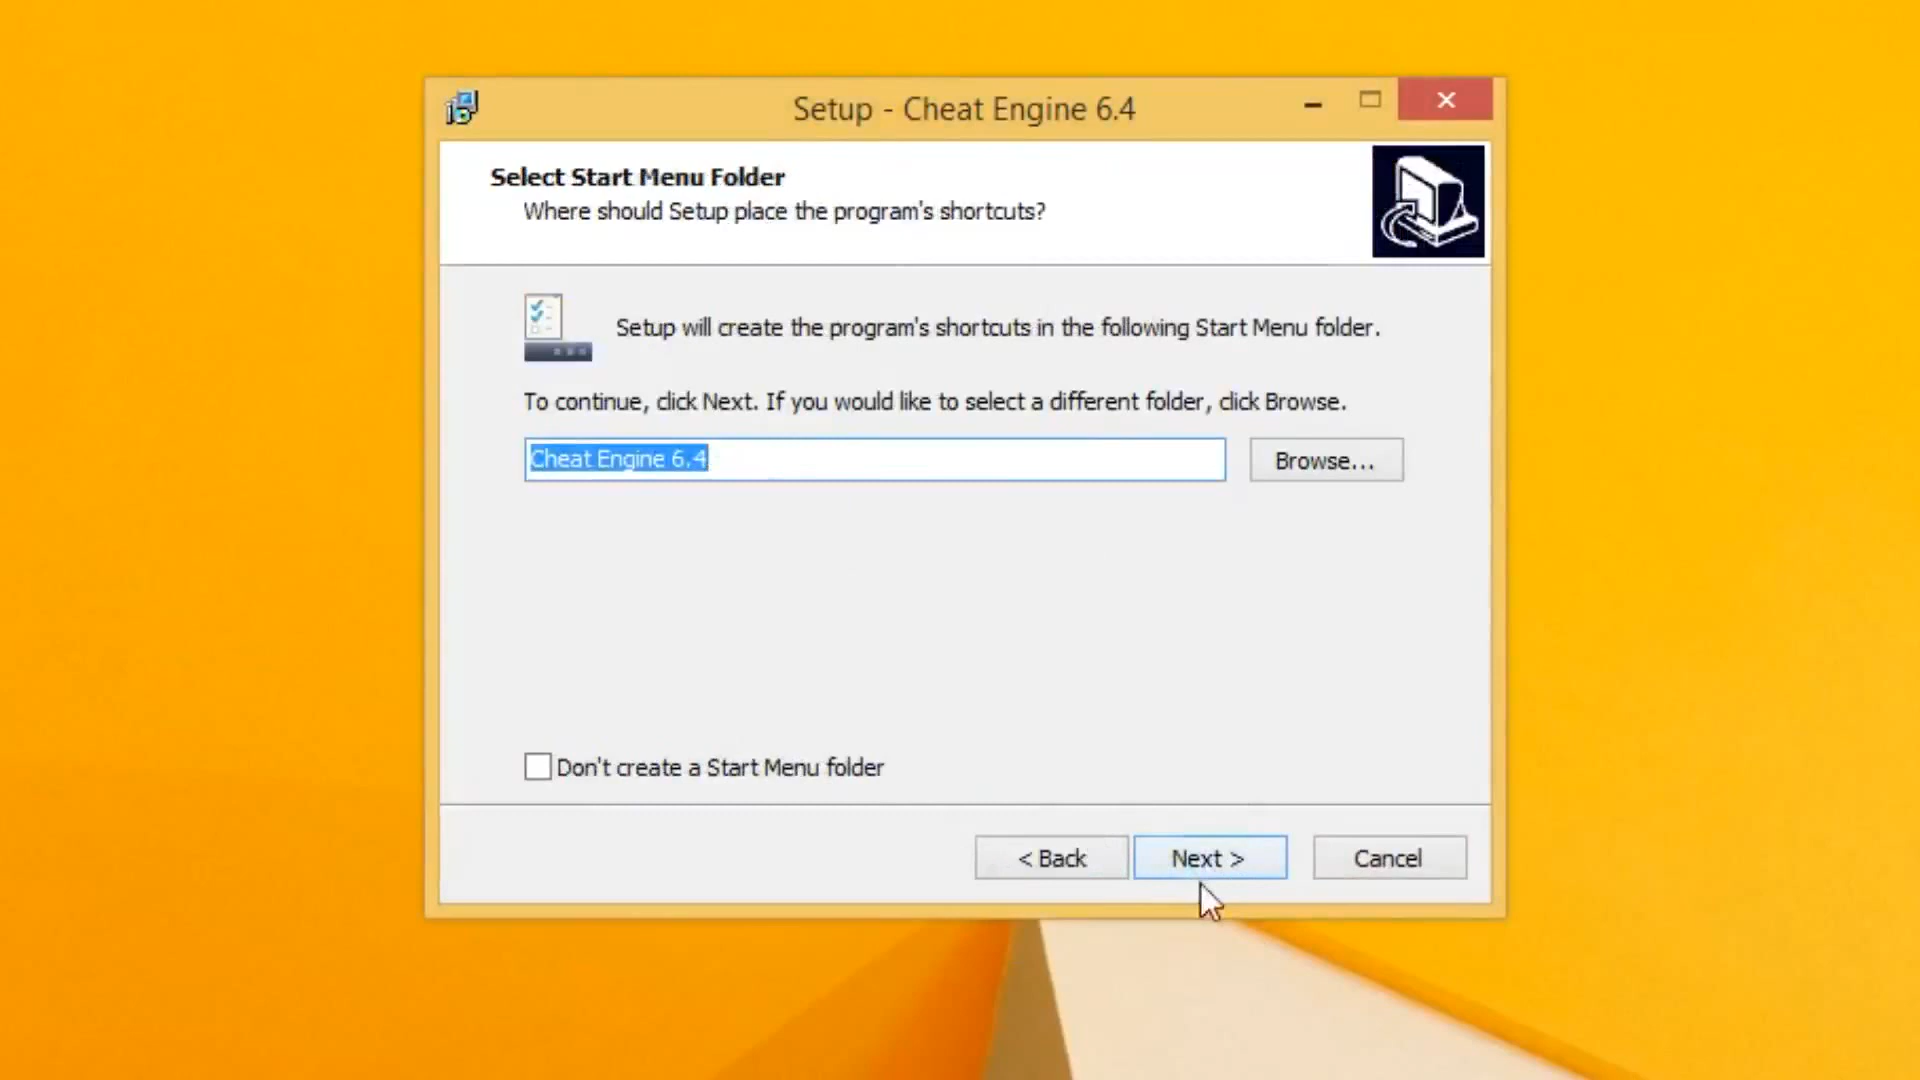 Setup - Cheat Engine 6.4
Select Start Menu Folder
Where should Setup place the program's shortcuts?
Setup will create the program's shortcuts in the following Start Menu folder.
To continue, click Next. If you would like to select a different folder, click Browse.
Cheat Engine 6.4
Browse...
Don't create a Start Menu folder
< Back
Next >
Cancel